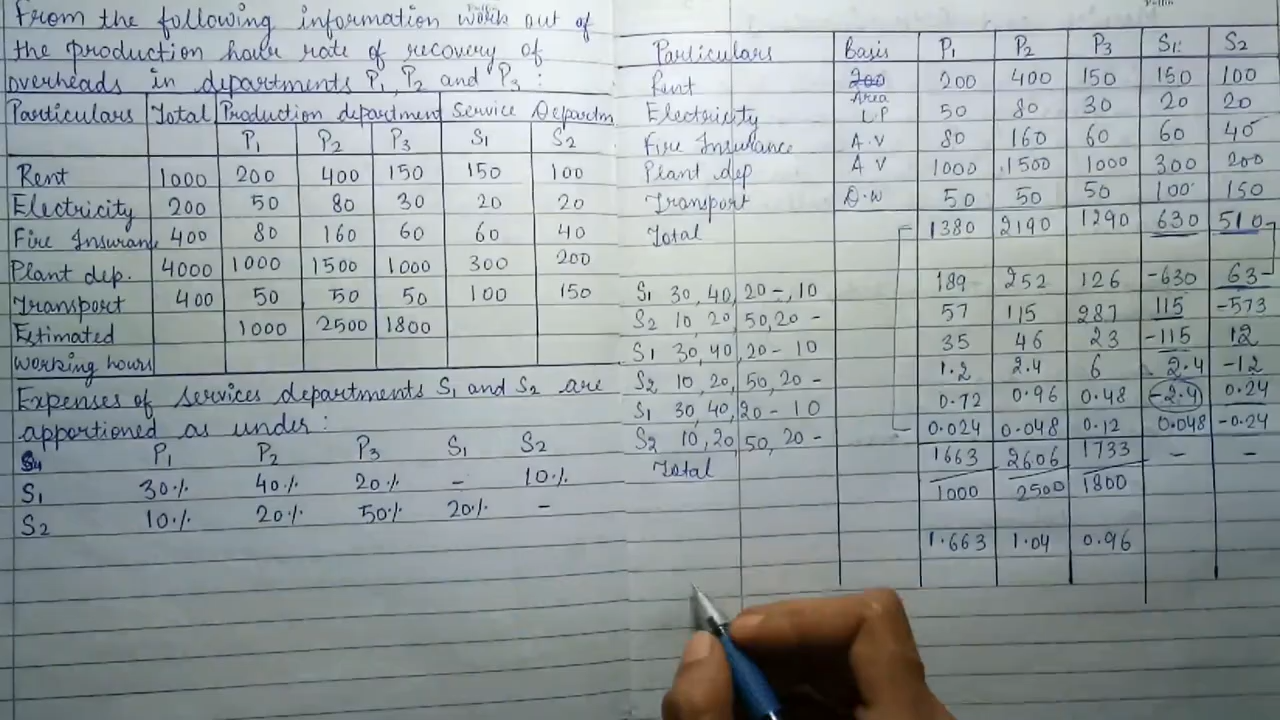 From the following information work out of
the production hour rate of recovery of
overheads in departments P1, P2 and P3 :
Particulars Total Production department Service Departm
P1 P2 P3 S1 S2
Rent 1000 200 400 150 150 100
Electricity 200 50 80 30 20 20
Fire Insuran 400 80 160 60 60 40
Plant dep. 4000 1000 1500 1000 300 200
Transport 400 50 50 50 100 150
Estimated 1000 2500 1800
working hours
Expenses of services departments S1 and S2 are
apportioned as under :
P1 P2 P3 S1 S2
S1 30% 40% 20% - 10%
S2 10% 20% 50% 20% -
Particulars Basis P1 P2 P3 S1 S2
Rent 200 Area 200 400 150 150 100
Electricity LP 50 80 30 20 20
Fire Insulance A.V 80 160 60 60 40
Plant dep A V 1000 1500 1000 300 200
Transport D.W 50 50 50 100 150
Total 1380 2190 1290 630 510
S1 30, 40, 20 -, 10 189 252 126 -630 63
S2 10, 20, 50, 20 - 57 115 287 115 -573
S1 30, 40, 20 - 10 35 46 23 -115 12
S2 10, 20, 50, 20 - 1.2 2.4 6 2.4 -12
S1 30, 40, 20 - 10 0.72 0.96 0.48 -2.4 0.24
S2 10, 20, 50, 20 - 0.024 0.048 0.12 0.048 -0.24
Total 1663 2606 1733 - -
1000 2500 1800
1.663 1.04 0.96